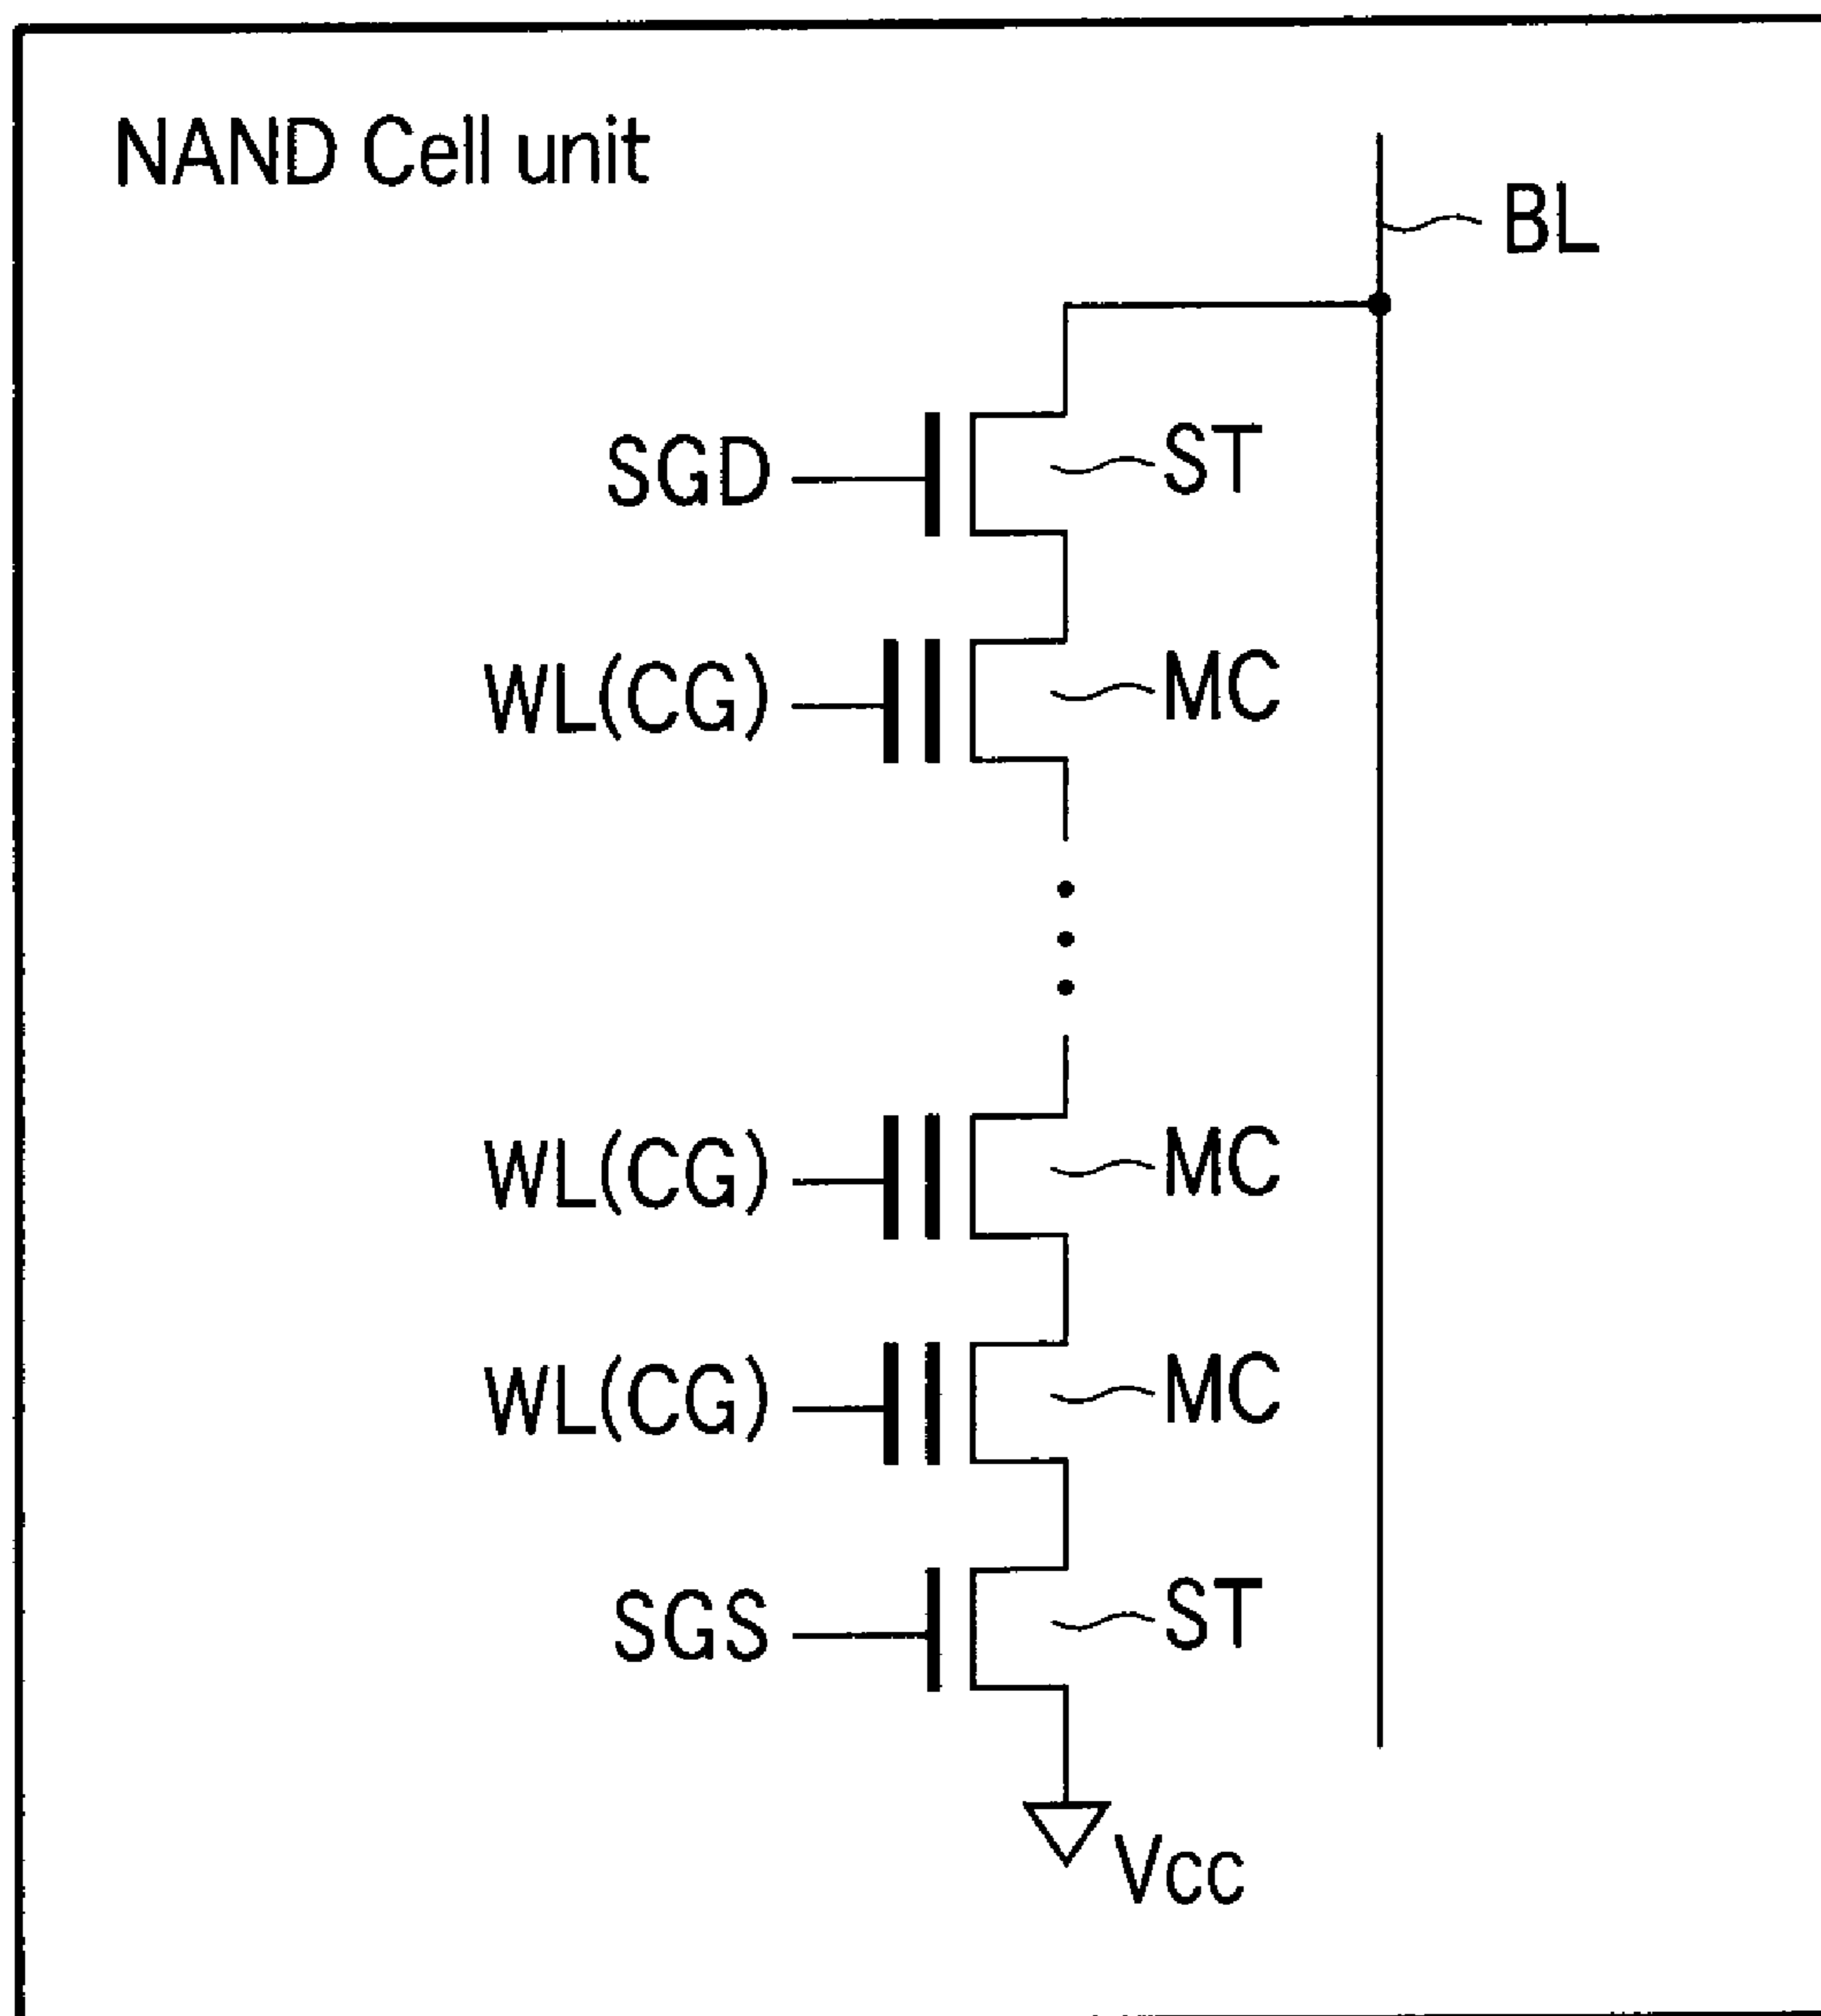 NAND Cell unit
BL
SGD ST
WL(CG) MC
WL(CG) MC
WL(CG) MC
SGS ST
Vcc